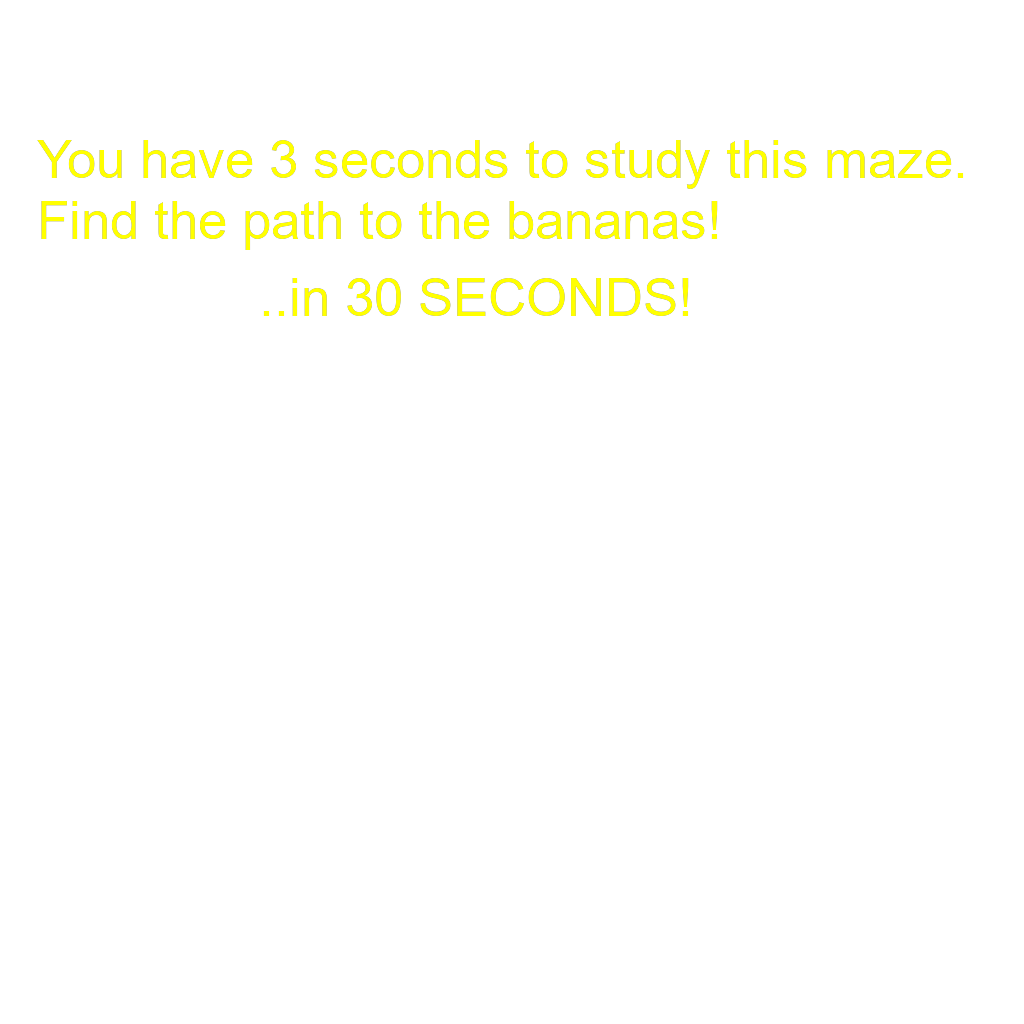 You have 3 seconds to study this maze.
Find the path to the bananas!
..in 30 SECONDS!